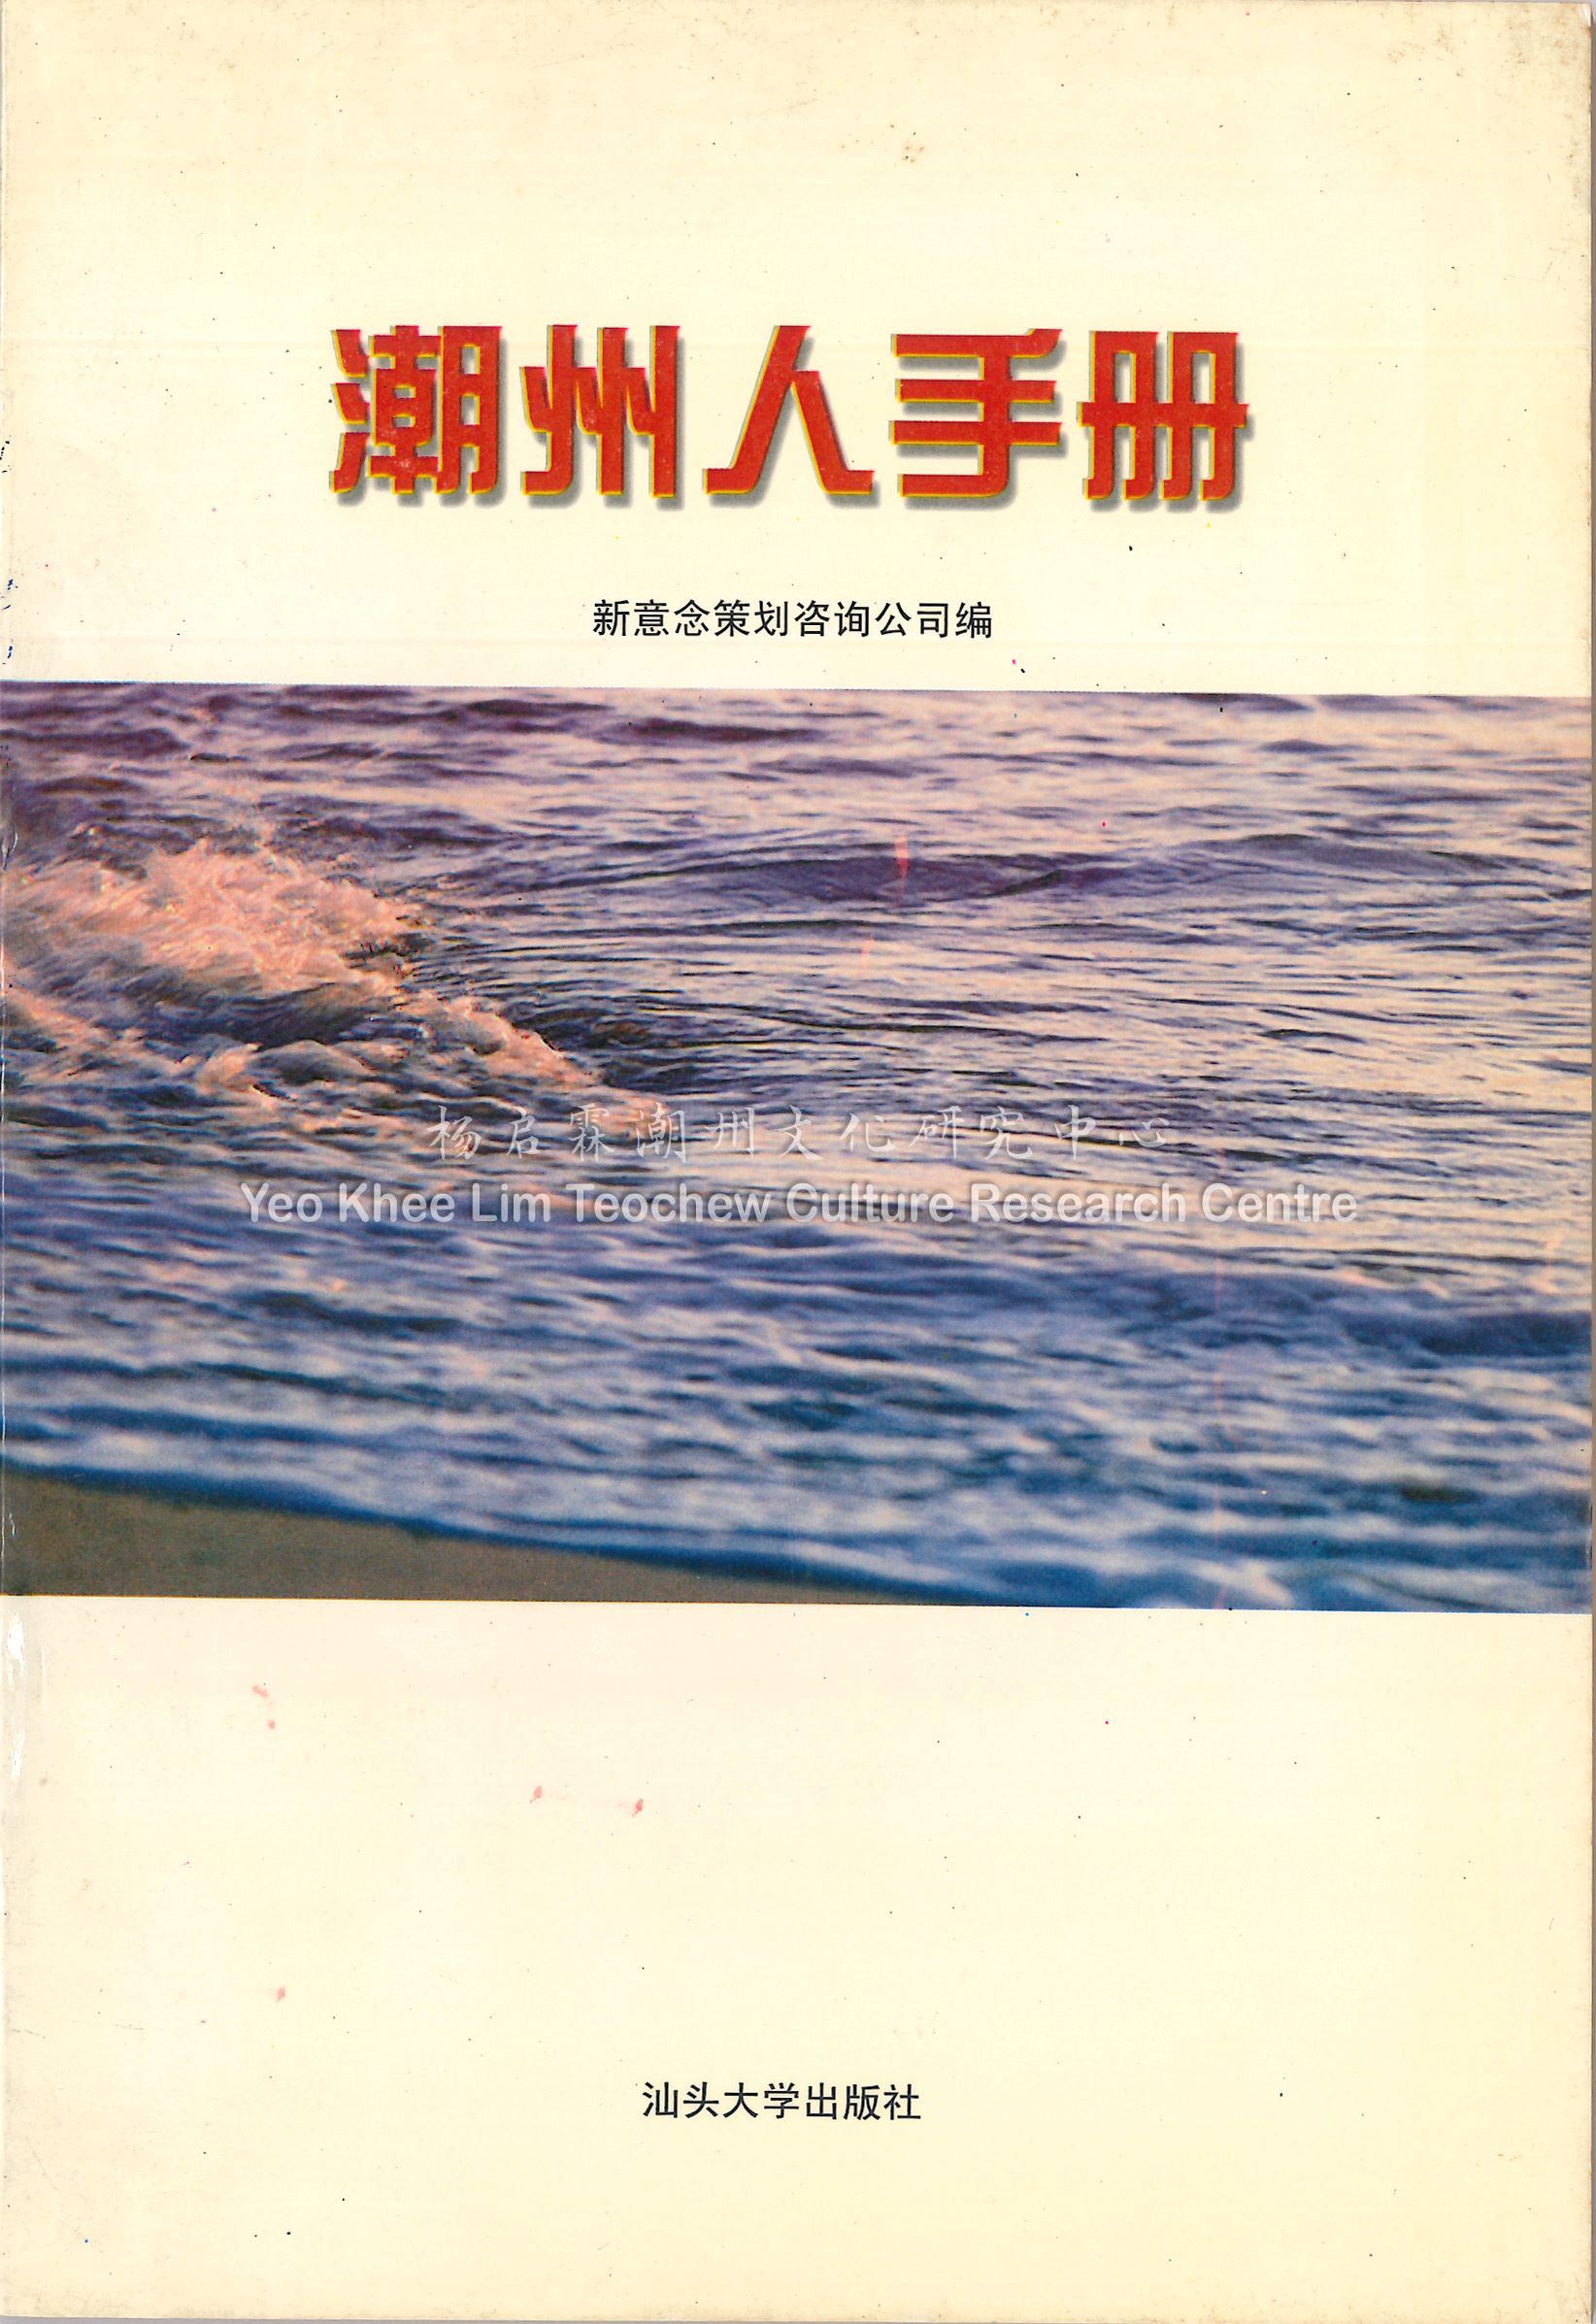 潮州人手册
新意念策划咨询公司编
杨启霖潮州文化研究中心
Yeo Khee Lim Teochew Culture Research Centre
汕头大学出版社